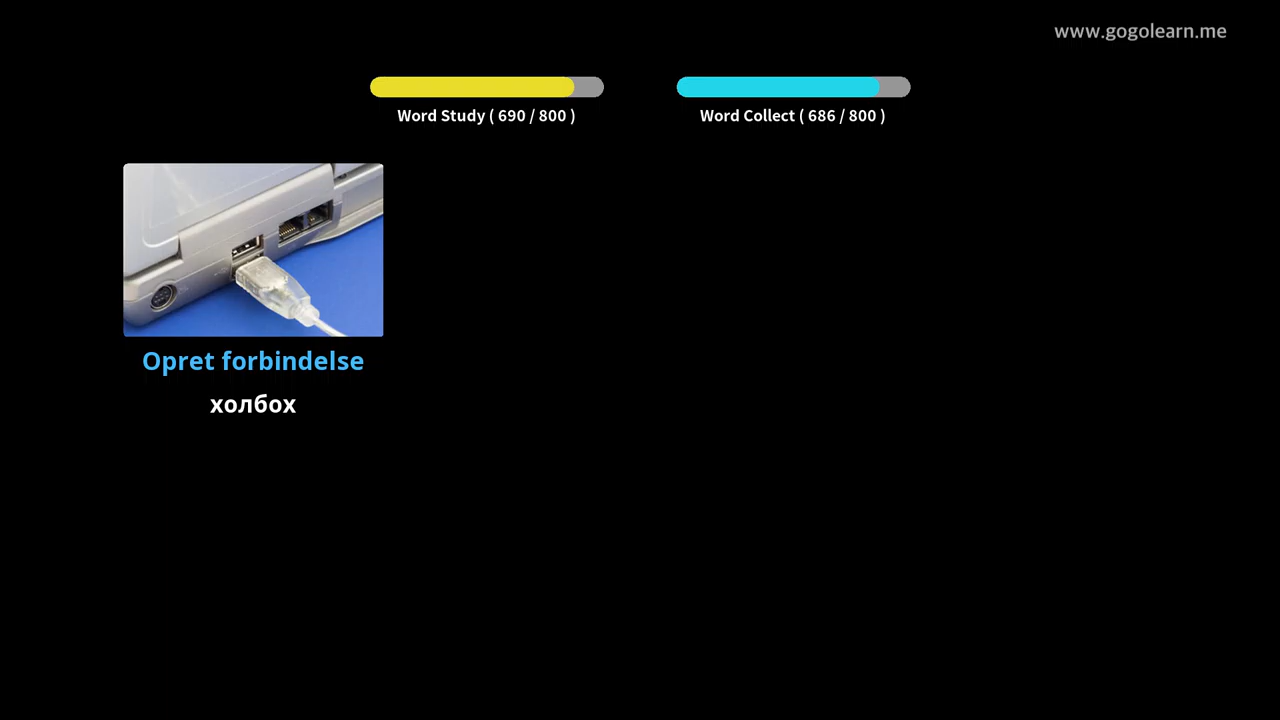 www.gogolearn.me
Word Study ( 690 / 800 )
Word Collect ( 686 / 800 )
Opret forbindelse
холбох